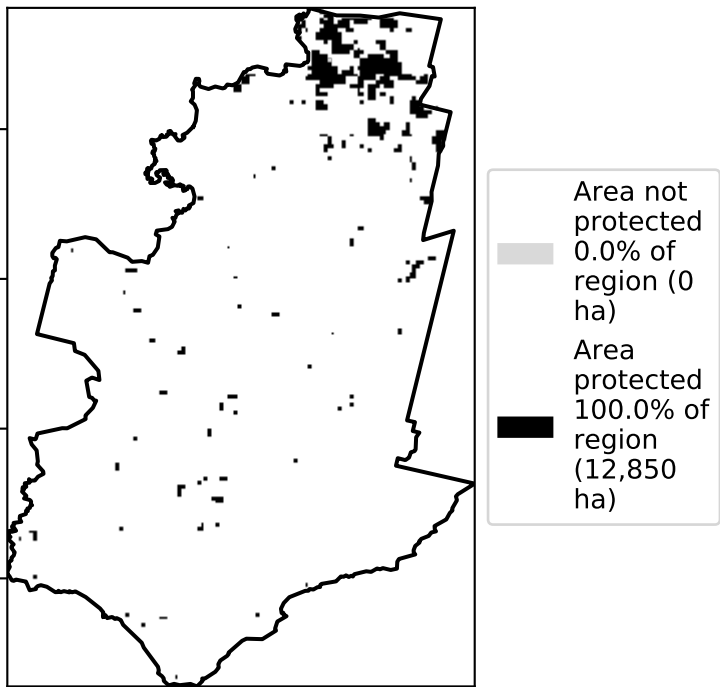 Area not
protected
0.0% of
region (0
ha)
Area
protected
100.0% of
region
(12,850
ha)